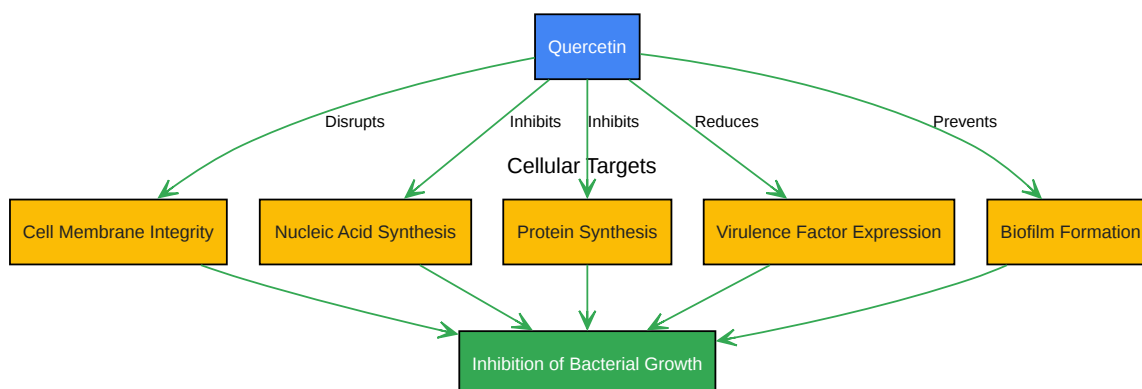 Quercetin
Disrupts
Inhibits
Inhibits
Reduces
Prevents
Cellular Targets
Cell Membrane Integrity
Nucleic Acid Synthesis
Protein Synthesis
Virulence Factor Expression
Biofilm Formation
Inhibition of Bacterial Growth